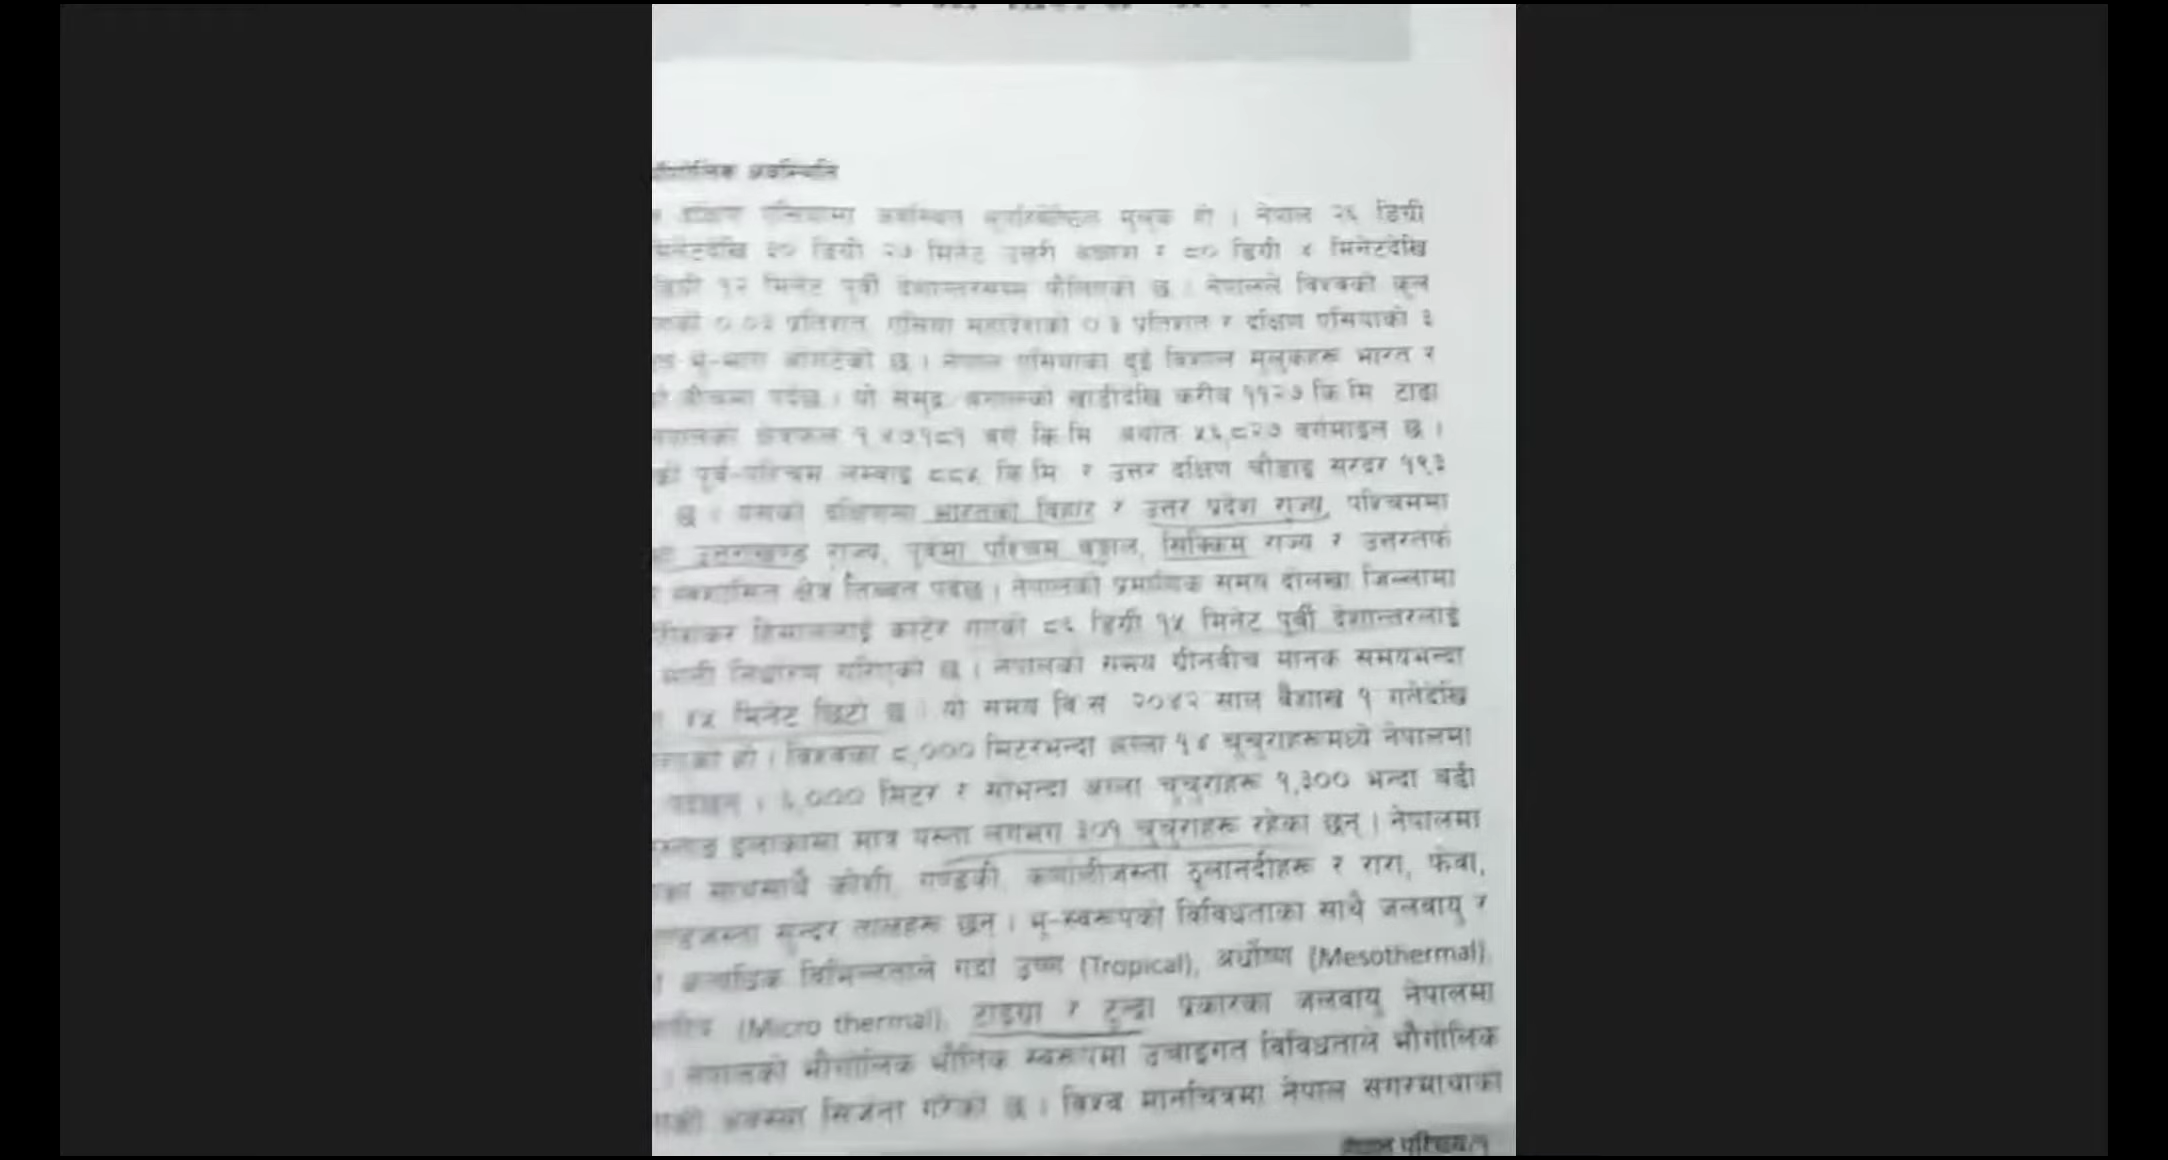 भौगोलिक अवस्थिति
दक्षिण एसियामा अवस्थित भूपरिवेष्ठित मुलुक हो । नेपाल २६ डिग्री
मिनेटदेखि ३० डिग्री २७ मिनेट उत्तरी अक्षांश र ८० डिग्री ४ मिनेटदेखि
डिग्री १२ मिनेट पूर्वी देशान्तरसम्म फैलिएको छ । नेपालले विश्वको कुल
०.०३ प्रतिशत, एसिया महादेशको ०.३ प्रतिशत र दक्षिण एसियाको ३
भू-भाग ओगटेको छ । नेपाल एसियाका दुई विशाल मुलुकहरू भारत र
बीचमा पर्दछ । यो समुद्र बंगालको खाडीदेखि करीव ११२७ कि.मि. टाढा
क्षेत्रफल १,४७१८१ वर्ग कि.मि. अर्थात ५६,८२७ वर्गमाइल छ ।
पूर्व-पश्चिम लम्बाइ ८८५ कि.मि. र उत्तर दक्षिण चौडाइ सरदर १९३
छ । यसको दक्षिणमा भारतको विहार र उत्तर प्रदेश राज्य, पश्चिममा
उत्तराखण्ड राज्य, पूर्वमा पश्चिम बङ्गाल, सिक्किम राज्य र उत्तरतर्फ
स्वशासित क्षेत्र तिब्बत पर्दछ । नेपालको प्रमाणिक समय दोलखा जिल्लामा
हिमाललाई काटेर गएको ८६ डिग्री १५ मिनेट पूर्वी देशान्तरलाई
मानी निर्धारण गरिएको छ । नेपालको समय ग्रीनवीच मानक समयभन्दा
४५ मिनेट छिटो छ । यो समय वि.सं. २०४२ साल वैशाख १ गतेदेखि
हो । विश्वका ८,००० मिटरभन्दा अग्ला १४ चुचुराहरूमध्ये नेपालमा
पर्दछन् । ६,००० मिटर र सोभन्दा अग्ला चुचुराहरू १,३०० भन्दा बढी
इलाकामा मात्र यस्ता लगभग ३०१ चुचुराहरू रहेका छन् । नेपालमा
साथसाथै कोशी, गण्डकी, कर्णालीजस्ता ठूलानदीहरू र रारा, फेवा,
सुन्दर तालहरू छन् । भू-स्वरूपको विविधताका साथै जलवायु र
अत्यधिक विभिन्नताले गर्दा उष्ण (Tropical), अर्धोष्ण (Mesothermal),
(Micro thermal), टाइगा र टुन्ड्रा प्रकारका जलवायु नेपालमा
। नेपालको भौगोलिक भौतिक स्वरूपमा उचाइगत विविधताले भौगोलिक
अवस्था सिर्जना गरेको छ । विश्व मानचित्रमा नेपाल सगरमाथाको
नेपाल परिचय/१